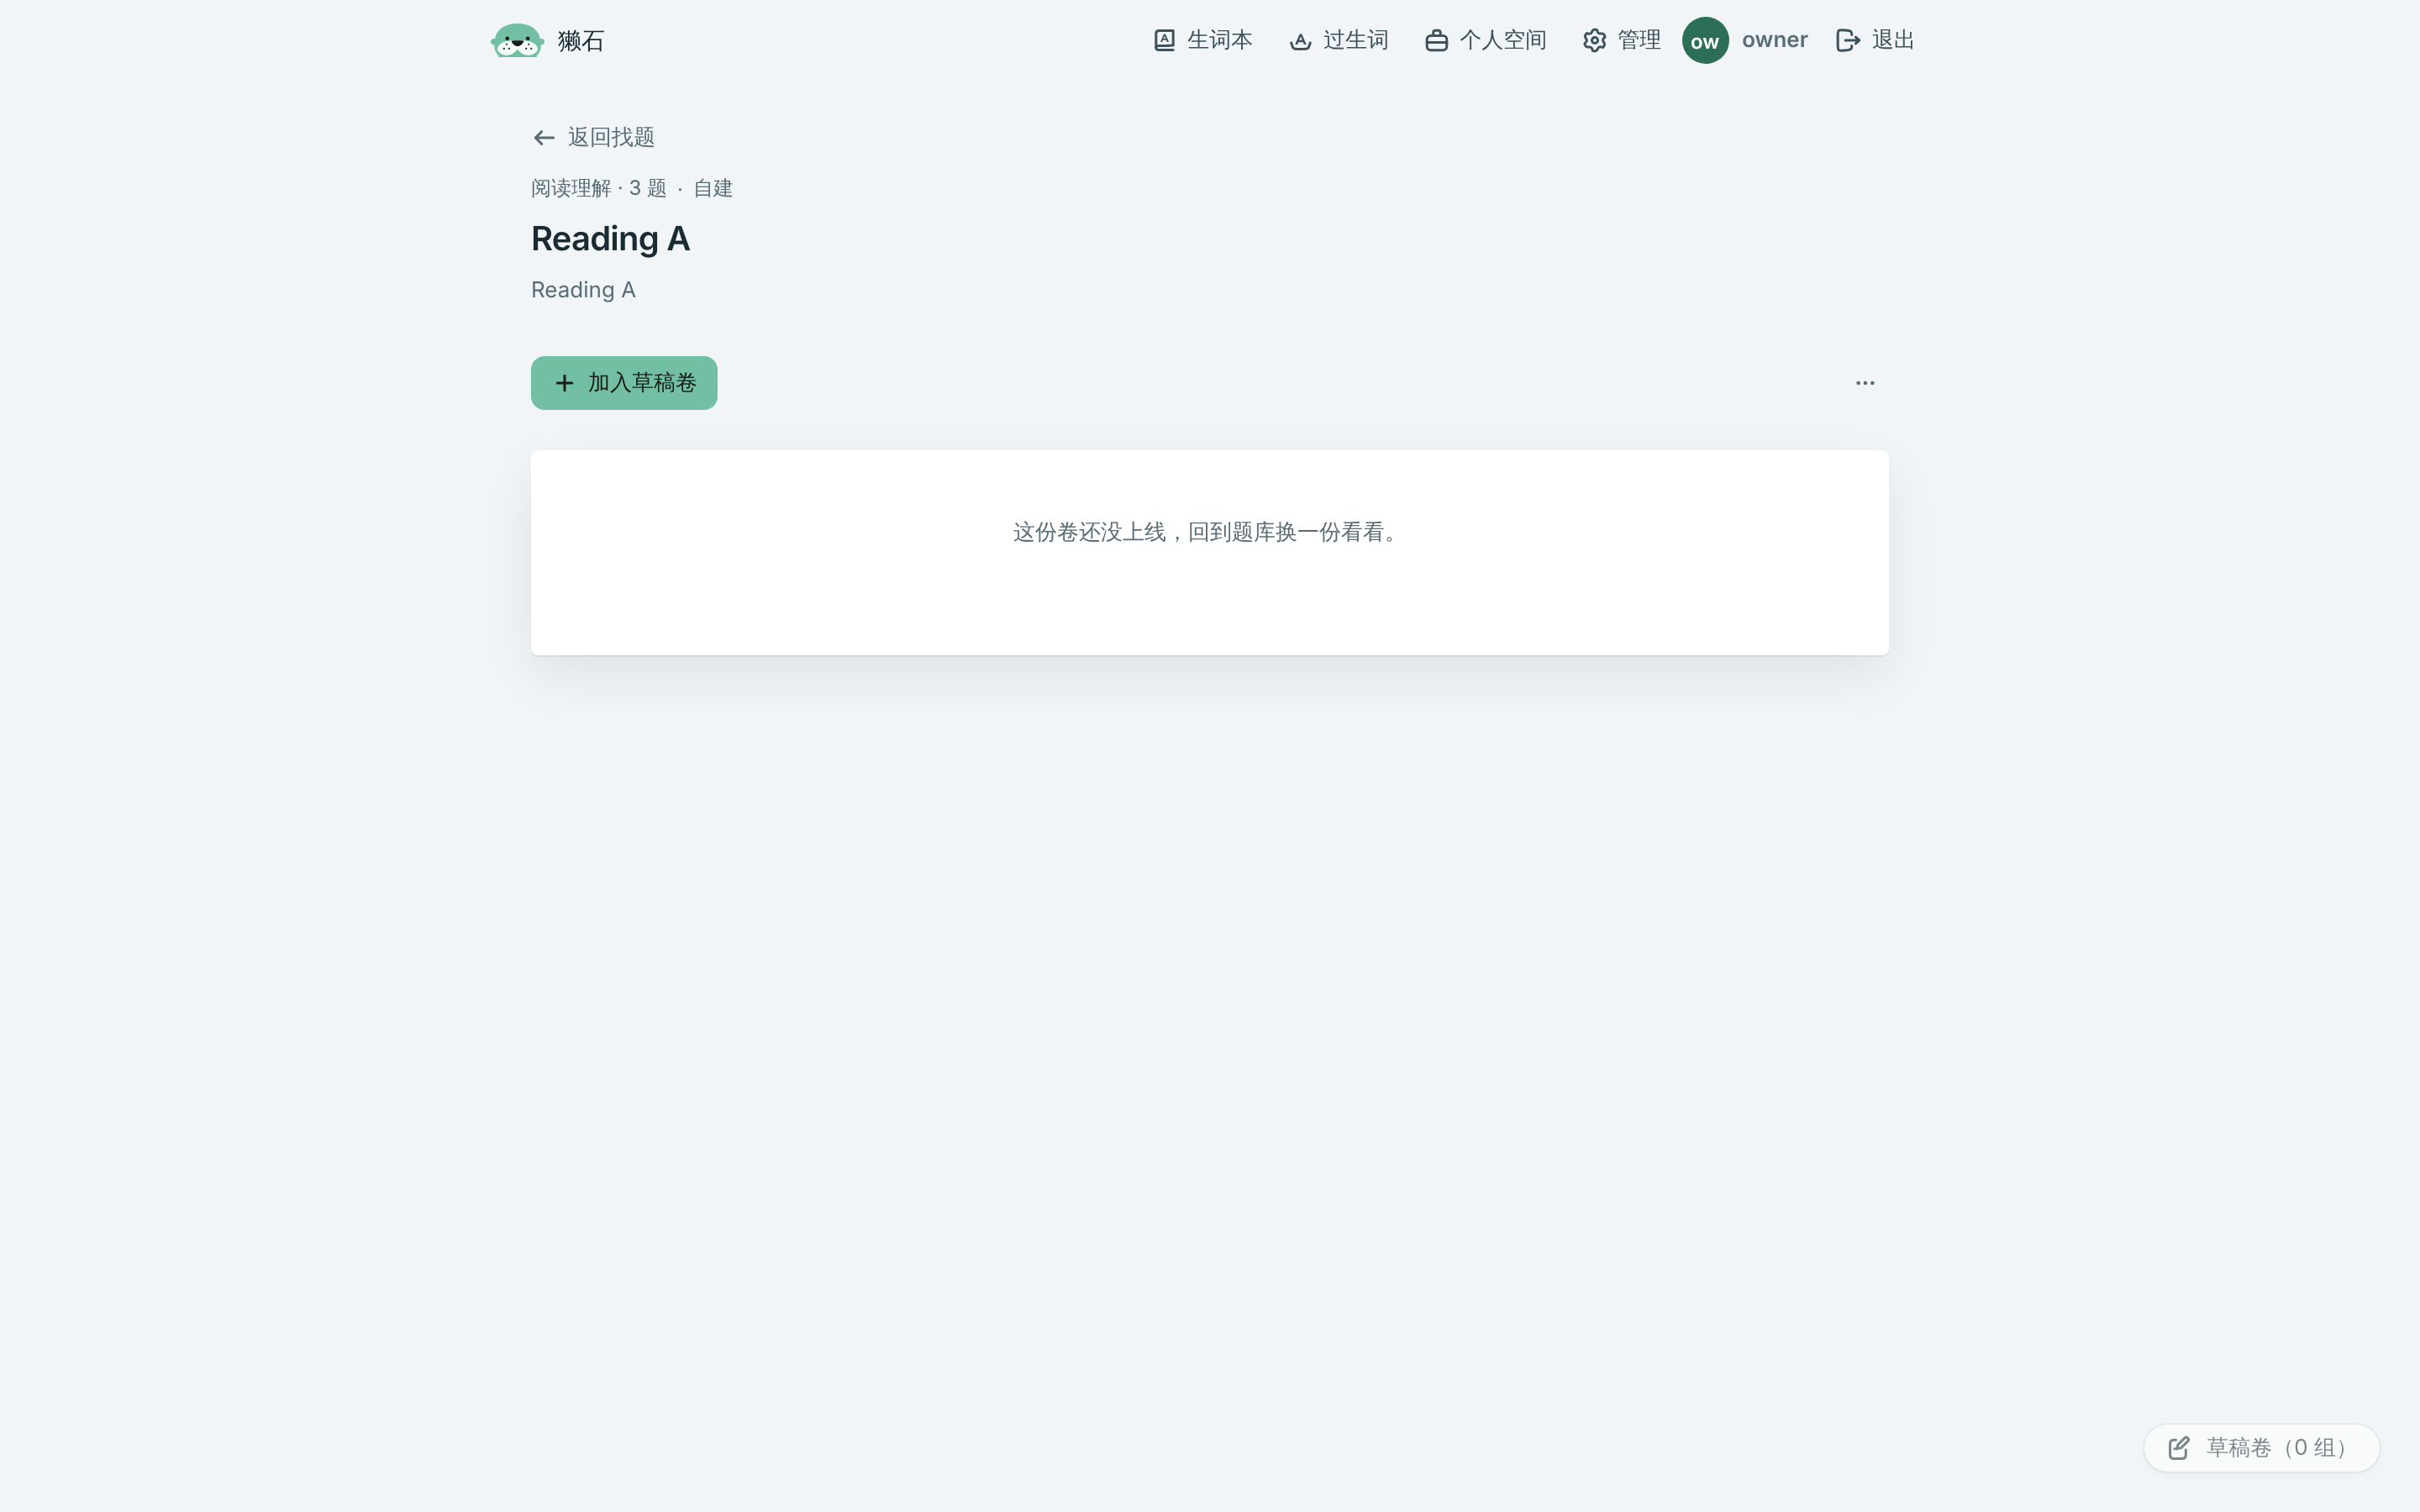 獭石
生词本 过生词 个人空间 管理 ow owner 退出
返回找题
阅读理解 · 3 题 · 自建
Reading A
Reading A
加入草稿卷
这份卷还没上线，回到题库换一份看看。
草稿卷（0 组）